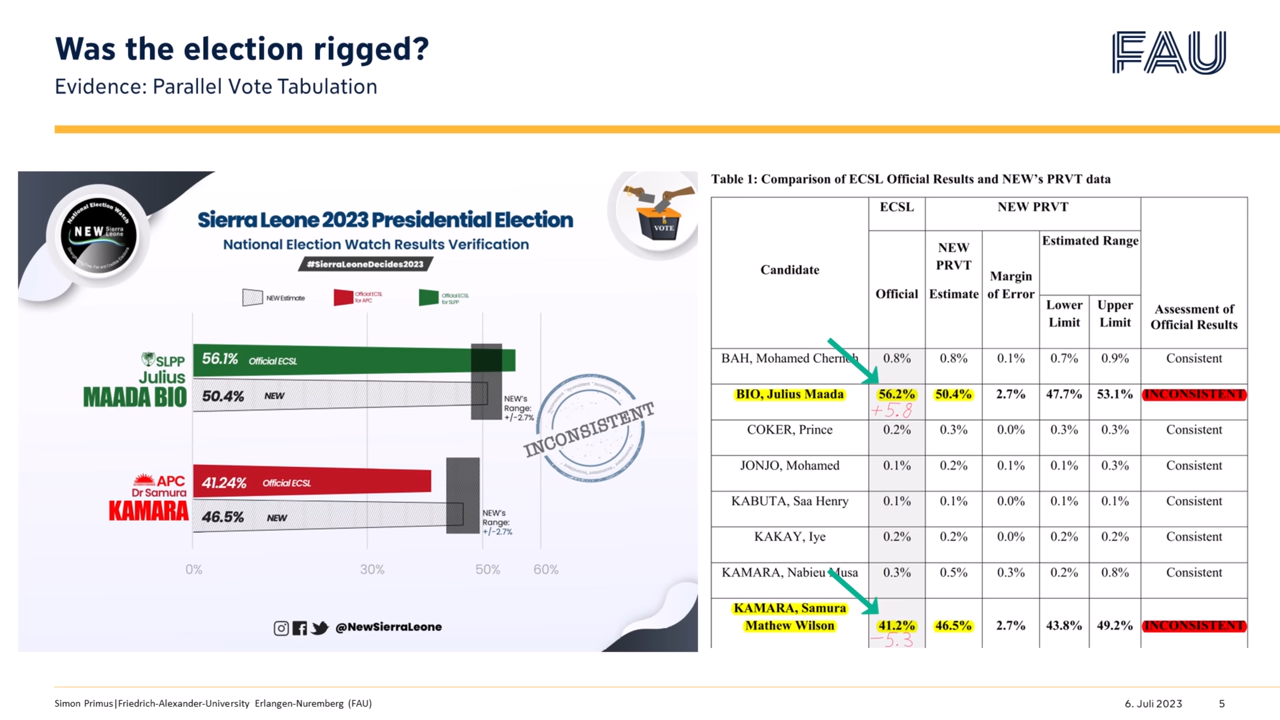 Was the election rigged?
Evidence: Parallel Vote Tabulation
FAU
National Election Watch
NEW Sierra Leone
VOTE
Sierra Leone 2023 Presidential Election
National Election Watch Results Verification
#SierraLeoneDecides2023
NEW Estimate
Official ECSL for APC
Official ECSL for SLPP
SLPP
Julius
MAADA BIO
56.1% Official ECSL
50.4% NEW
NEW's
Range:
+/-2.7%
INCONSISTENT
APC
Dr Samura
KAMARA
41.24% Official ECSL
46.5% NEW
NEW's
Range:
+/-2.7%
0% 30% 50% 60%
@NewSierraLeone
Table 1: Comparison of ECSL Official Results and NEW's PRVT data
ECSL NEW PRVT
Candidate
Official
NEW
PRVT
Estimate
Margin
of Error
Estimated Range
Lower
Limit
Upper
Limit
Assessment of
Official Results
BAH, Mohamed Chernoh 0.8% 0.8% 0.1% 0.7% 0.9% Consistent
BIO, Julius Maada 56.2% 50.4% 2.7% 47.7% 53.1% INCONSISTENT
+5.8
COKER, Prince 0.2% 0.3% 0.0% 0.3% 0.3% Consistent
JONJO, Mohamed 0.1% 0.2% 0.1% 0.1% 0.3% Consistent
KABUTA, Saa Henry 0.1% 0.1% 0.0% 0.1% 0.1% Consistent
KAKAY, Iye 0.2% 0.2% 0.0% 0.2% 0.2% Consistent
KAMARA, Nabieu Musa 0.3% 0.5% 0.3% 0.2% 0.8% Consistent
KAMARA, Samura
Mathew Wilson 41.2% 46.5% 2.7% 43.8% 49.2% INCONSISTENT
-5.3
Simon Primus|Friedrich-Alexander-University Erlangen-Nuremberg (FAU)
6. Juli 2023 5